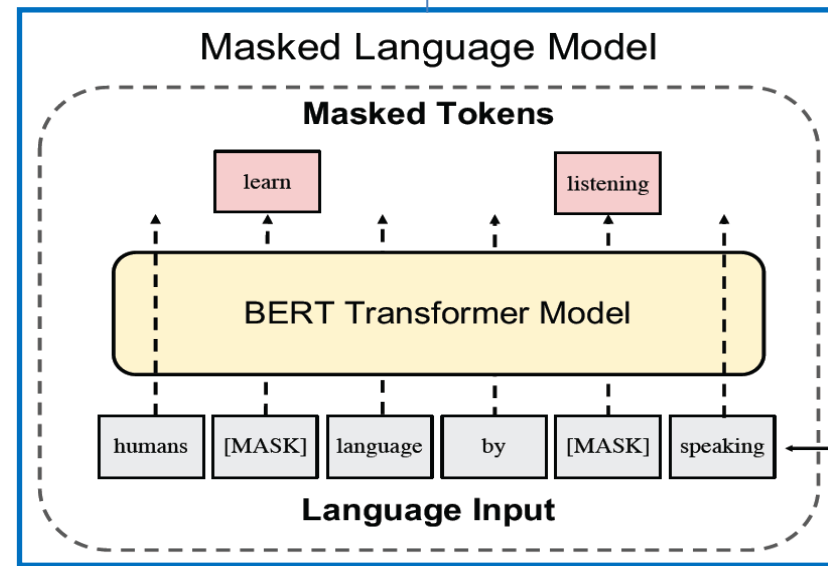 Masked Language Model
Masked Tokens
learn listening
BERT Transformer Model
humans [MASK] language by [MASK] speaking
Language Input